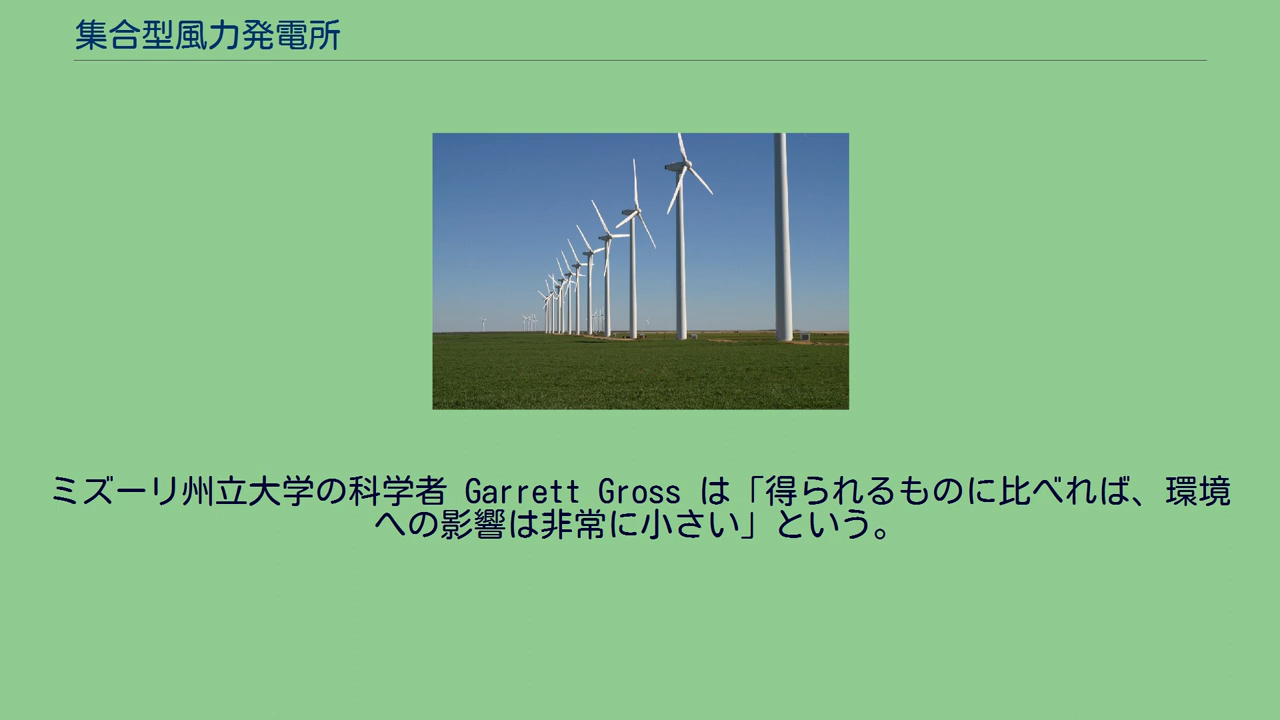 集合型風力発電所
ミズーリ州立大学の科学者 Garrett Gross は「得られるものに比べれば、環境
への影響は非常に小さい」という。